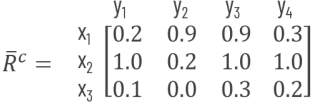 y₁ y₂ y₃ y₄
x₁ 0.2 0.9 0.9 0.3
R̄ᶜ = x₂ 1.0 0.2 1.0 1.0
x₃ 0.1 0.0 0.3 0.2